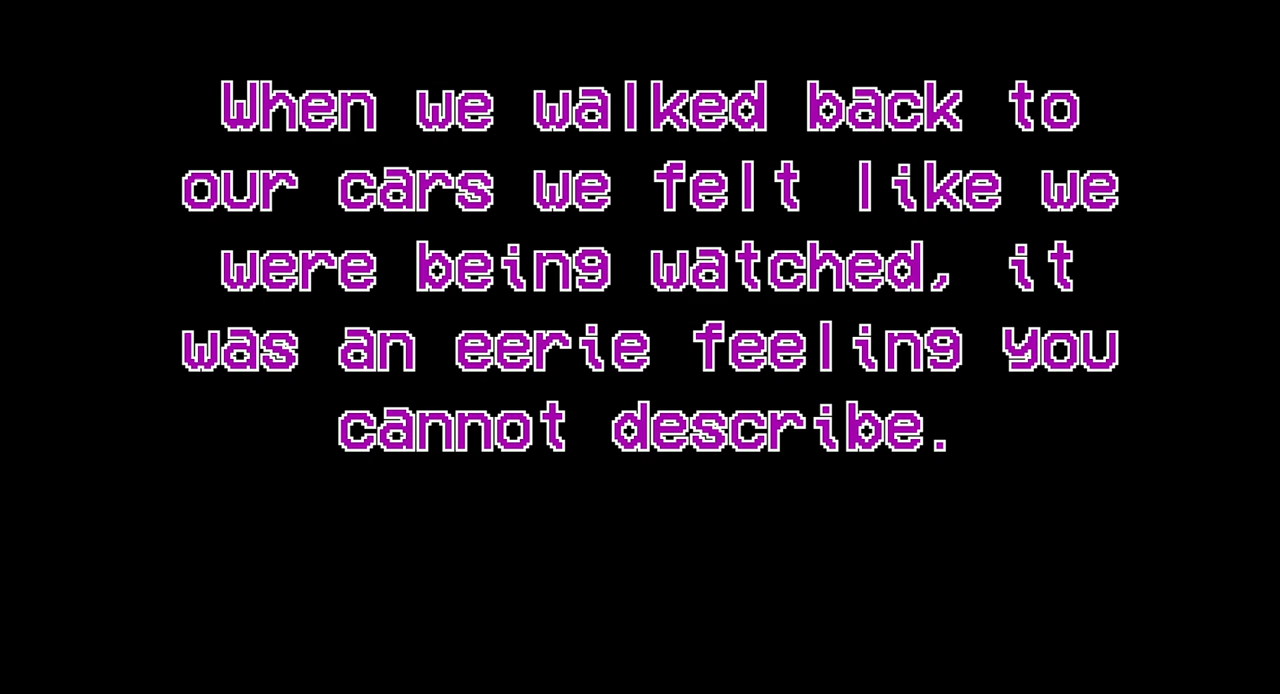 When we walked back to
our cars we felt like we
were being watched, it
was an eerie feeling you
cannot describe.